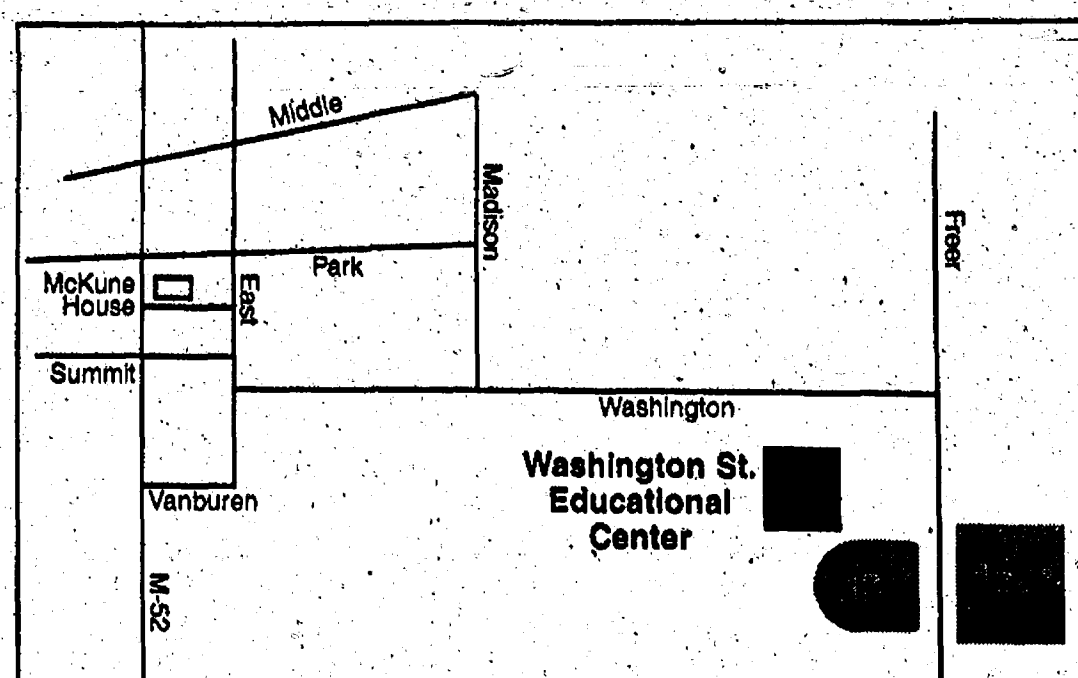 Middle
Madison
Freer
Park
McKune
House
East
Summit
Washington
Washington St.
Educational
Center
Vanburen
M-52